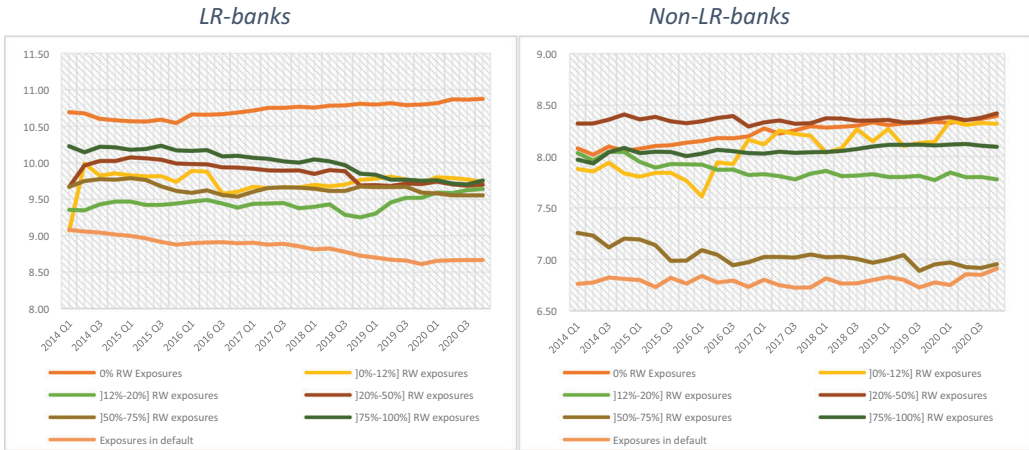 LR-banks
Non-LR-banks
11.50
11.00
10.50
10.00
9.50
9.00
8.50
8.00
2014 Q1
2014 Q3
2015 Q1
2015 Q3
2016 Q1
2016 Q3
2017 Q1
2017 Q3
2018 Q1
2018 Q3
2019 Q1
2019 Q3
2020 Q1
2020 Q3
0% RW Exposures
]0%-12%] RW exposures
]12%-20%] RW exposures
]20%-50%] RW exposures
]50%-75%] RW exposures
]75%-100%] RW exposures
Exposures in default
9.00
8.50
8.00
7.50
7.00
6.50
2014 Q1
2014 Q3
2015 Q1
2015 Q3
2016 Q1
2016 Q3
2017 Q1
2017 Q3
2018 Q1
2018 Q3
2019 Q1
2019 Q3
2020 Q1
2020 Q3
0% RW Exposures
]0%-12%] RW exposures
]12%-20%] RW exposures
]20%-50%] RW exposures
]50%-75%] RW exposures
]75%-100%] RW exposures
Exposures in default